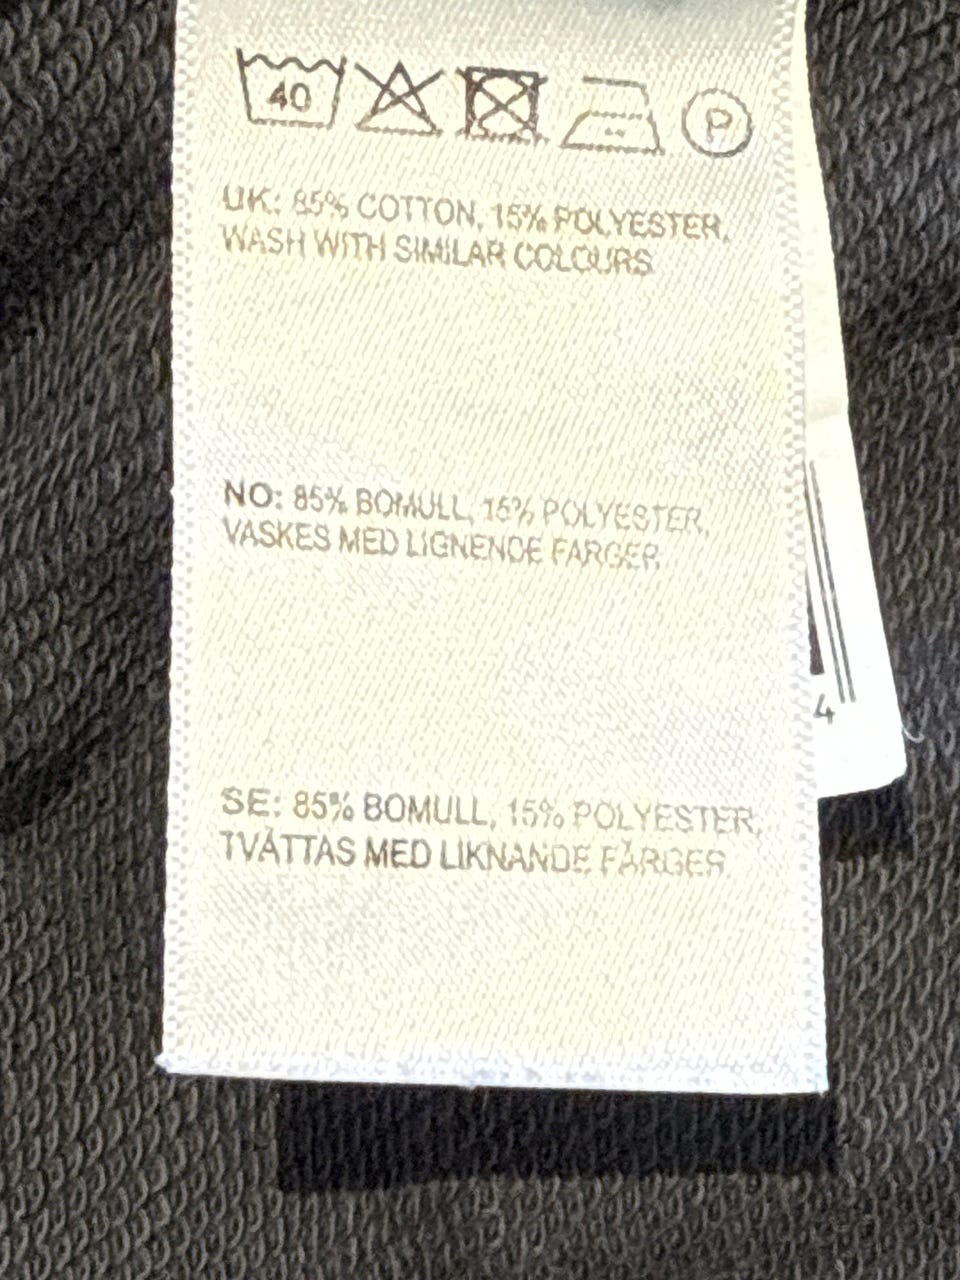 40
P
UK: 85% COTTON, 15% POLYESTER,
WASH WITH SIMILAR COLOURS
NO: 85% BOMULL, 15% POLYESTER,
VASKES MED LIGNENDE FARGER
SE: 85% BOMULL, 15% POLYESTER,
TVÄTTAS MED LIKNANDE FÄRGER
4